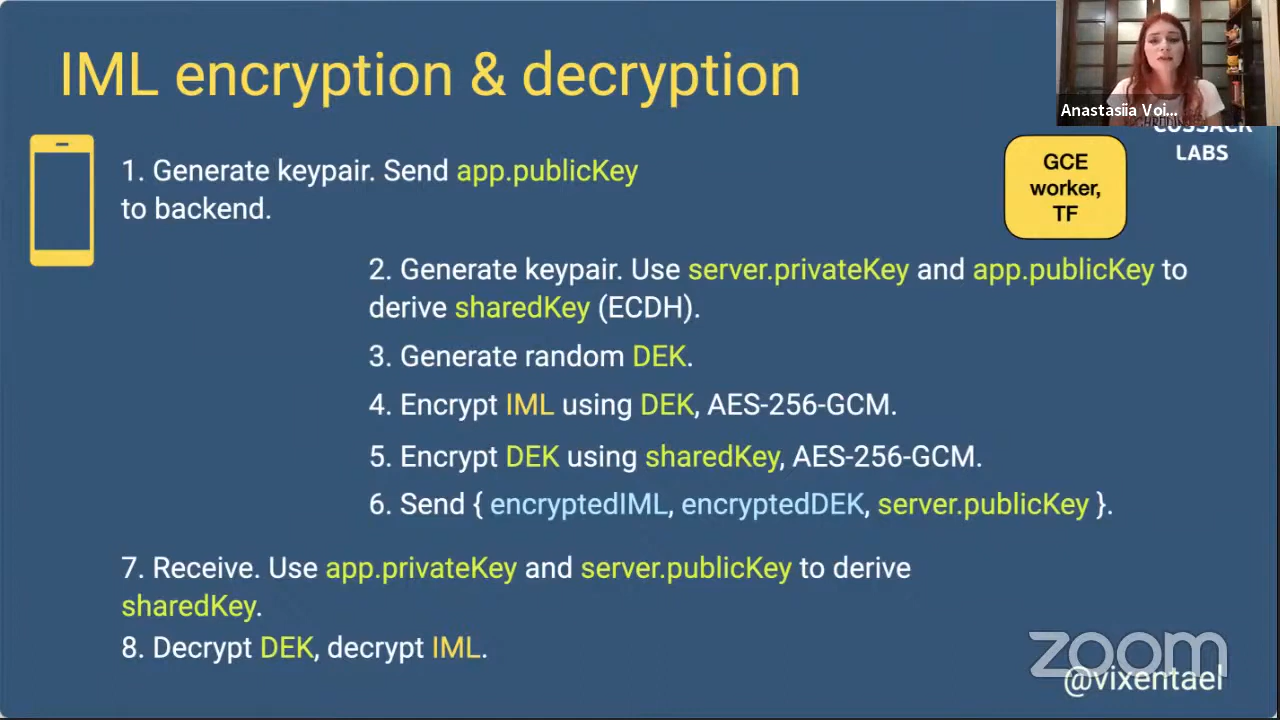 IML encryption & decryption
Anastasiia Voi...
COSSACK
LABS
GCE
worker,
TF
1. Generate keypair. Send app.publicKey
to backend.
2. Generate keypair. Use server.privateKey and app.publicKey to
derive sharedKey (ECDH).
3. Generate random DEK.
4. Encrypt IML using DEK, AES-256-GCM.
5. Encrypt DEK using sharedKey, AES-256-GCM.
6. Send { encryptedIML, encryptedDEK, server.publicKey }.
7. Receive. Use app.privateKey and server.publicKey to derive
sharedKey.
8. Decrypt DEK, decrypt IML.
zoom
@vixentael